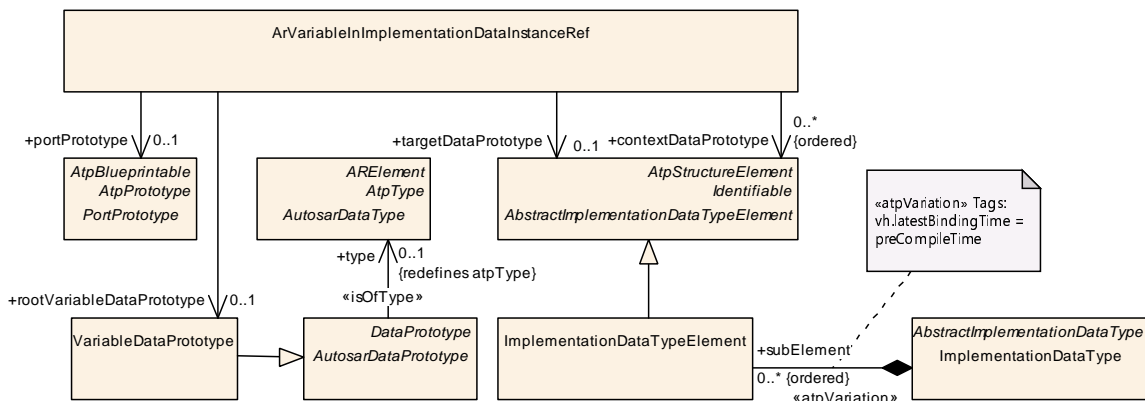 ArVariableInImplementationDataInstanceRef
+portPrototype
0..1
+targetDataPrototype
0..1
+contextDataPrototype
0..*
{ordered}
AtpBlueprintable
AtpPrototype
PortPrototype
ARElement
AtpType
AutosarDataType
AtpStructureElement
Identifiable
AbstractImplementationDataTypeElement
«atpVariation» Tags:
vh.latestBindingTime =
preCompileTime
+type
0..1
{redefines atpType}
«isOfType»
+rootVariableDataPrototype
0..1
VariableDataPrototype
DataPrototype
AutosarDataPrototype
ImplementationDataTypeElement
+subElement
0..* {ordered}
«atpVariation»
AbstractImplementationDataType
ImplementationDataType